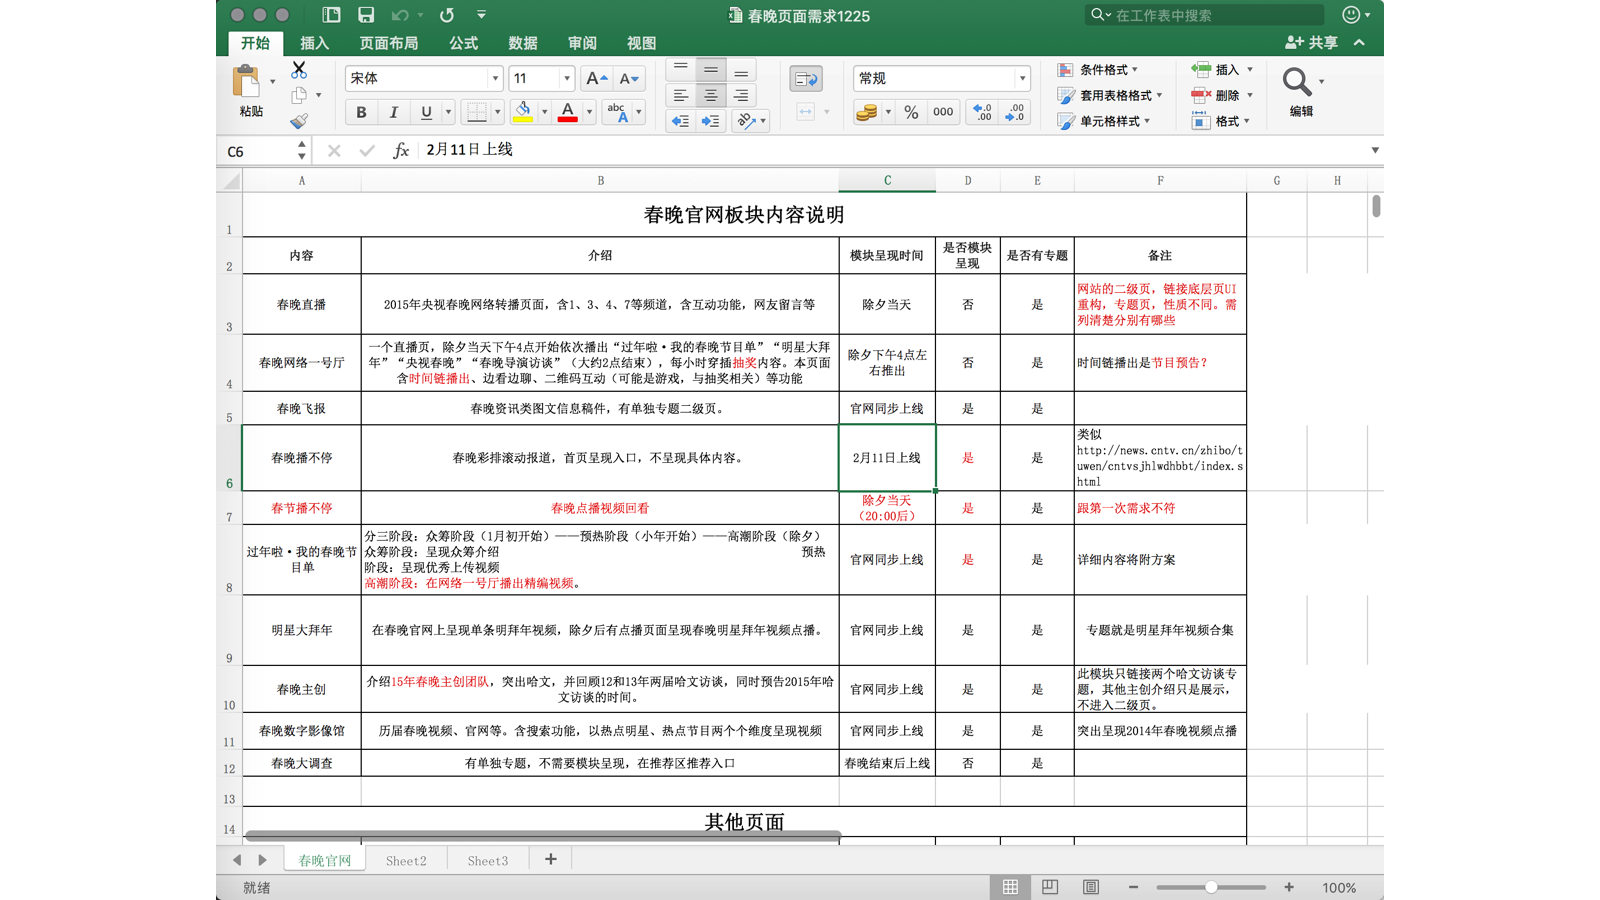 春晚页面需求1225
在工作表中搜索
开始 插入 页面布局 公式 数据 审阅 视图
共享
粘贴
宋体
11
A A
B I U
A
abc A
常规
% 000
.0 .00
.00 .0
条件格式
套用表格格式
单元格样式
插入
删除
格式
编辑
C6
fx
2月11日上线
A B C D E F G H
1
春晚官网板块内容说明
2
内容
介绍
模块呈现时间
是否模块
呈现
是否有专题
备注
3
春晚直播
2015年央视春晚网络转播页面，含1、3、4、7等频道，含互动功能，网友留言等
除夕当天
否
是
网站的二级页，链接底层页UI
重构，专题页，性质不同。需
列清楚分别有哪些
4
春晚网络一号厅
一个直播页，除夕当天下午4点开始依次播出“过年啦·我的春晚节目单”“明星大拜
年”“央视春晚”“春晚导演访谈”（大约2点结束），每小时穿插抽奖内容。本页面
含时间链播出、边看边聊、二维码互动（可能是游戏，与抽奖相关）等功能
除夕下午4点左
右推出
否
是
时间链播出是节目预告？
5
春晚飞报
春晚资讯类图文信息稿件，有单独专题二级页。
官网同步上线
是
是
6
春晚播不停
春晚彩排滚动报道，首页呈现入口，不呈现具体内容。
2月11日上线
是
是
类似
http://news.cntv.cn/zhibo/t
uwen/cntvsjhlwdhbbt/index.s
html
7
春节播不停
春晚点播视频回看
除夕当天
（20:00后）
是
是
跟第一次需求不符
8
过年啦·我的春晚节
目单
分三阶段：众筹阶段（1月初开始）——预热阶段（小年开始）——高潮阶段（除夕）
众筹阶段：呈现众筹介绍 预热
阶段：呈现优秀上传视频
高潮阶段：在网络一号厅播出精编视频。
官网同步上线
是
是
详细内容将附方案
9
明星大拜年
在春晚官网上呈现单条明拜年视频，除夕后有点播页面呈现春晚明星拜年视频点播。
官网同步上线
是
是
专题就是明星拜年视频合集
10
春晚主创
介绍15年春晚主创团队，突出哈文，并回顾12和13年两届哈文访谈，同时预告2015年哈
文访谈的时间。
官网同步上线
是
是
此模块只链接两个哈文访谈专
题，其他主创介绍只是展示，
不进入二级页。
11
春晚数字影像馆
历届春晚视频、官网等。含搜索功能，以热点明星、热点节目两个个维度呈现视频
官网同步上线
是
是
突出呈现2014年春晚视频点播
12
春晚大调查
有单独专题，不需要模块呈现，在推荐区推荐入口
春晚结束后上线
否
是
13
14
其他页面
春晚官网 Sheet2 Sheet3 +
就绪
100%